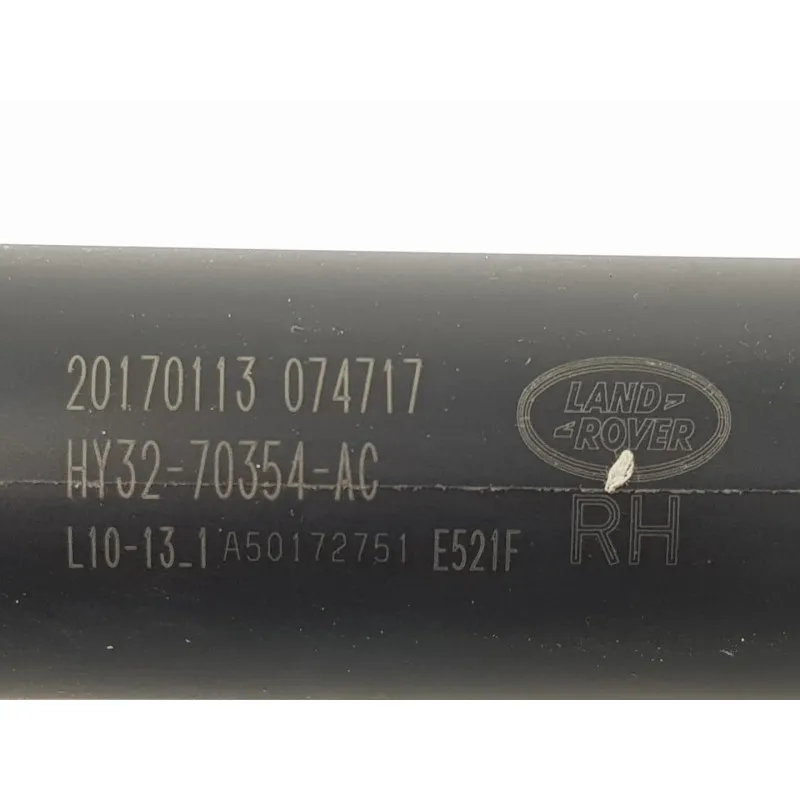 20170113 074717
HY32-70354-AC
L10-13_1 A50172751 E521F
LAND
ROVER
RH